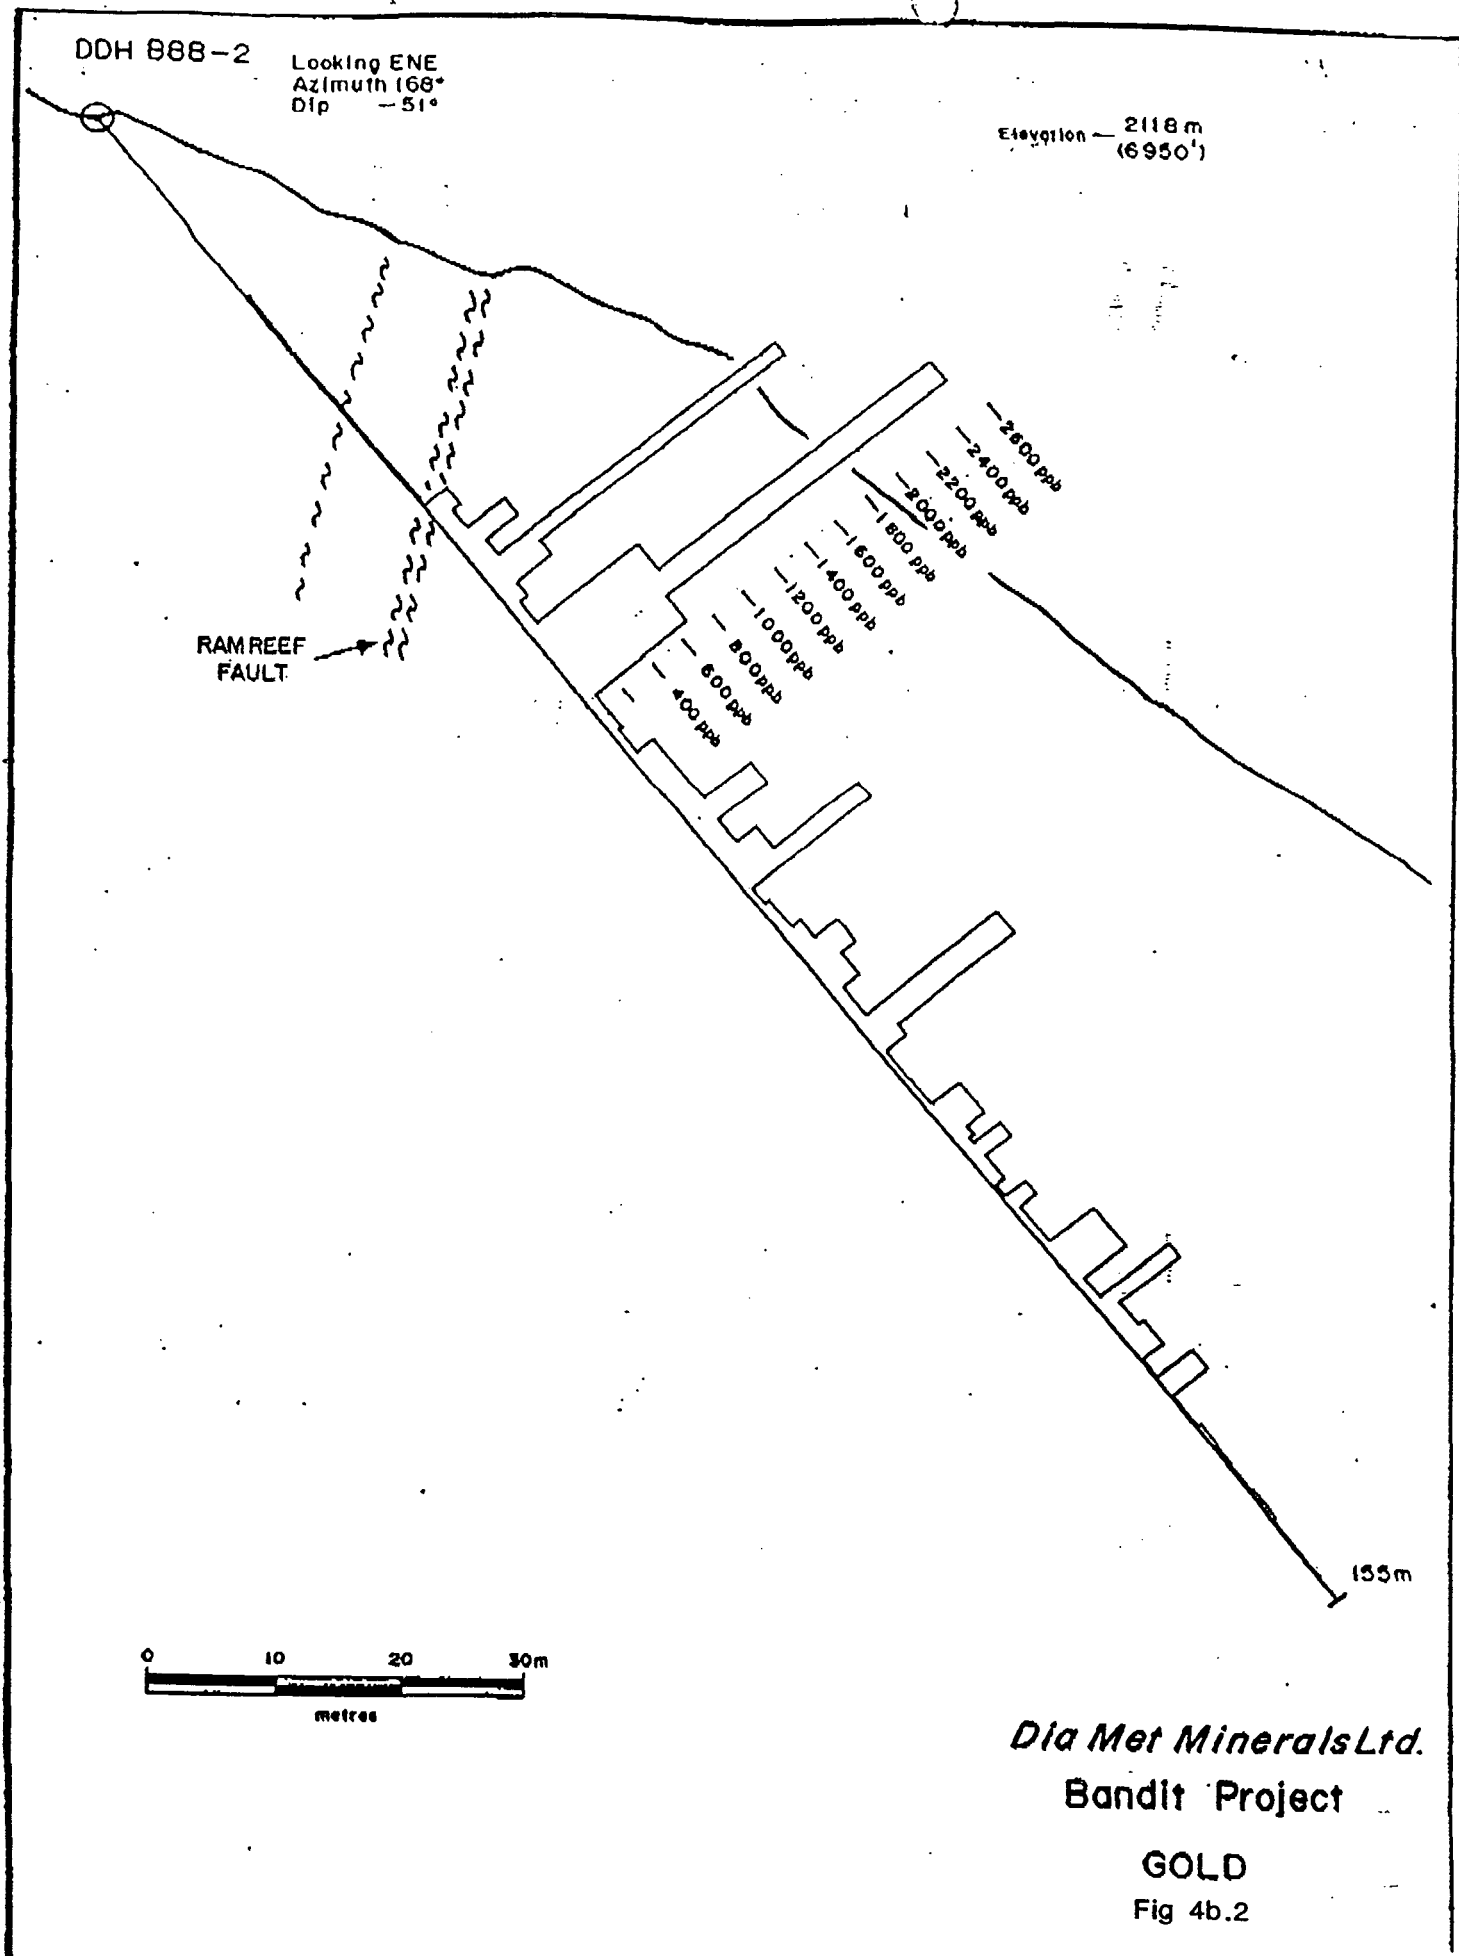 DDH B88-2
Looking ENE
Azimuth 168°
Dip -51°
Elevation - 2118 m
(6950')
2600 ppb
2400 ppb
2200 ppb
2000 ppb
1800 ppb
1600 ppb
1400 ppb
1200 ppb
1000 ppb
800 ppb
600 ppb
400 ppb
RAM REEF
FAULT
155m
0 10 20 30m
metres
Dia Met Minerals Ltd.
Bandit Project
GOLD
Fig 4b.2